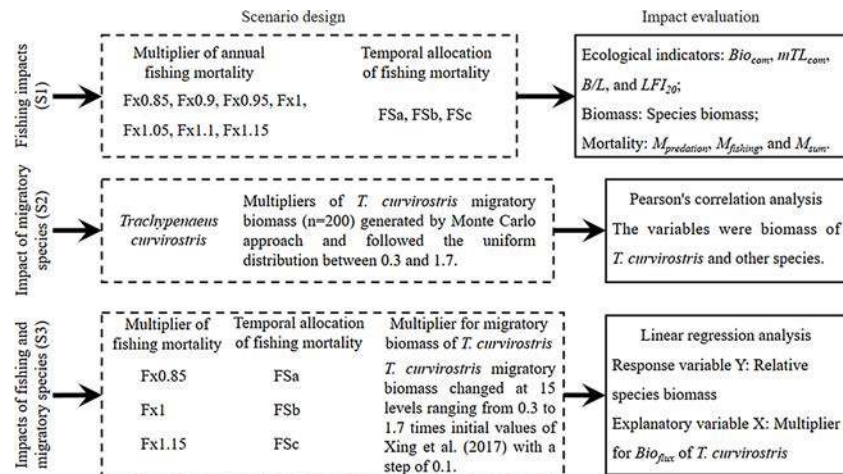 Scenario design
Impact evaluation
Fishing impacts
(S1)
Multiplier of annual
fishing mortality
Fx0.85, Fx0.9, Fx0.95, Fx1,
Fx1.05, Fx1.1, Fx1.15
Temporal allocation
of fishing mortality
FSa, FSb, FSc
Ecological indicators: Bio_com, mTL_com,
B/L, and LFI_20;
Biomass: Species biomass;
Mortality: M_predation, M_fishing, and M_sum.
Impact of migratory
species (S2)
Trachypenaeus
curvirostris
Multipliers of T. curvirostris migratory
biomass (n=200) generated by Monte Carlo
approach and followed the uniform
distribution between 0.3 and 1.7.
Pearson's correlation analysis
The variables were biomass of
T. curvirostris and other species.
Impacts of fishing and
migratory species (S3)
Multiplier of
fishing mortality
Fx0.85
Fx1
Fx1.15
Temporal allocation
of fishing mortality
FSa
FSb
FSc
Multiplier for migratory
biomass of T. curvirostris
T. curvirostris migratory
biomass changed at 15
levels ranging from 0.3 to
1.7 times initial values of
Xing et al. (2017) with a
step of 0.1.
Linear regression analysis
Response variable Y: Relative
species biomass
Explanatory variable X: Multiplier
for Bio_flux of T. curvirostris